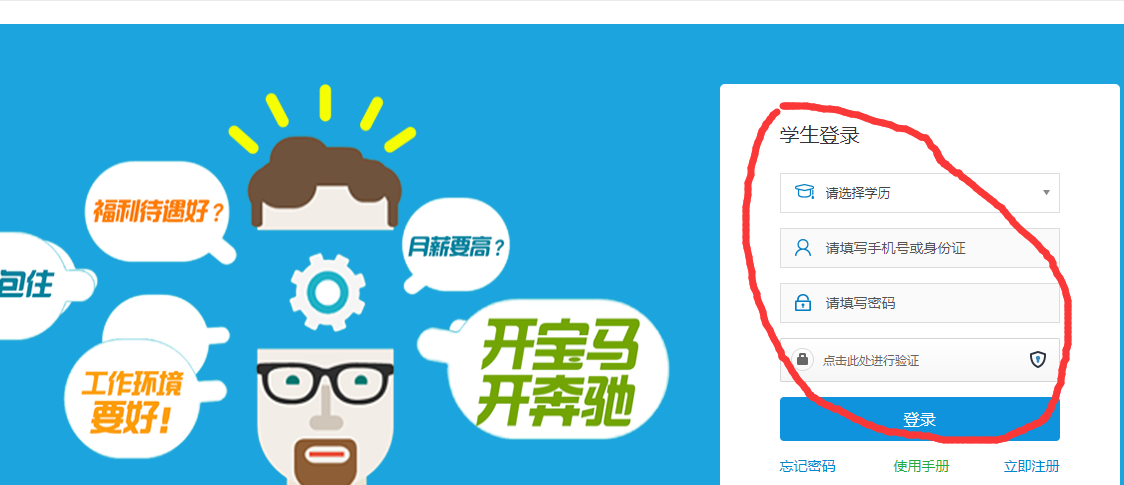 福利待遇好？
月薪要高？
包住
工作环境
要好！
开宝马
开奔驰
学生登录
请选择学历
请填写手机号或身份证
请填写密码
点击此处进行验证
登录
忘记密码 使用手册 立即注册